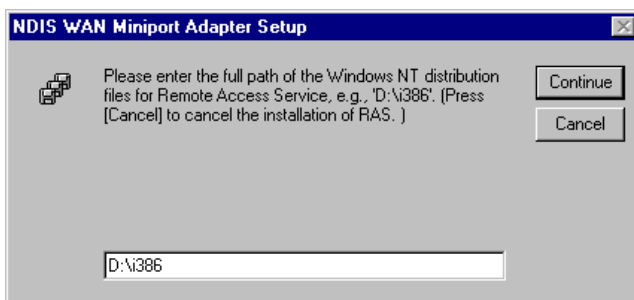 NDIS WAN Miniport Adapter Setup
Please enter the full path of the Windows NT distribution
files for Remote Access Service, e.g., 'D:\i386'. (Press
[Cancel] to cancel the installation of RAS. )
Continue
Cancel
D:\i386